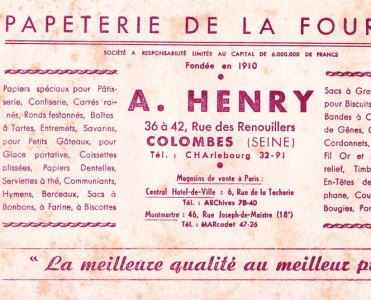 PAPETERIE DE LA FOUR
SOCIÉTÉ A RESPONSABILITÉ LIMITÉE AU CAPITAL DE 6.000.000 DE FRANCS
Fondée en 1910
Papiers spéciaux pour Pâtis-
serie, Confiserie, Carrés rai-
nés, Ronds festonnés, Boîtes
à Tartes, Entremets, Savarins,
pour Petits Gâteaux, pour
Glace portative, Caissettes
plissées, Papiers Dentelles,
Serviettes à thé, Communiants,
Hymens, Berceaux, Sacs à
Bonbons, à Farine, à Biscottes
A. HENRY
36 à 42, Rue des Renouillers
COLOMBES (SEINE)
Tél. : CHArlebourg 32-91
Magasins de vente à Paris :
Central Hotel-de-Ville : 6, Rue de la Tacherie
Tél. : ARChives 78-40
Montmartre : 46, Rue Joseph-de-Maistre (18°)
Tél. : MARcadet 47-26
Sacs à Gre
pour Biscuits
Bandes à C
de Gênes, C
Cordonnets,
Fil Or et
relief, Timb
En-Têtes de
phane, Cou
Bougies, Por
" La meilleure qualité au meilleur pr